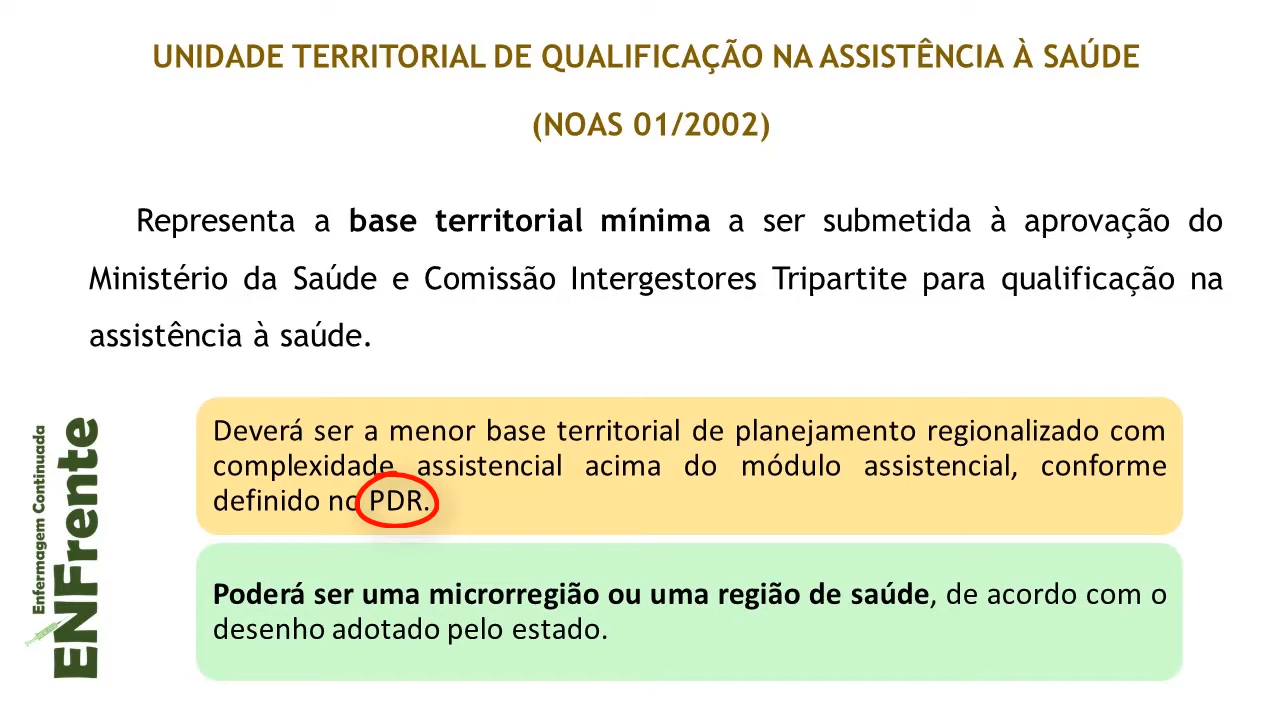 UNIDADE TERRITORIAL DE QUALIFICAÇÃO NA ASSISTÊNCIA À SAÚDE
(NOAS 01/2002)
Representa a base territorial mínima a ser submetida à aprovação do
Ministério da Saúde e Comissão Intergestores Tripartite para qualificação na
assistência à saúde.
Deverá ser a menor base territorial de planejamento regionalizado com
complexidade assistencial acima do módulo assistencial, conforme
definido no PDR.
Poderá ser uma microrregião ou uma região de saúde, de acordo com o
desenho adotado pelo estado.
Enfermagem Continuada
ENFrente